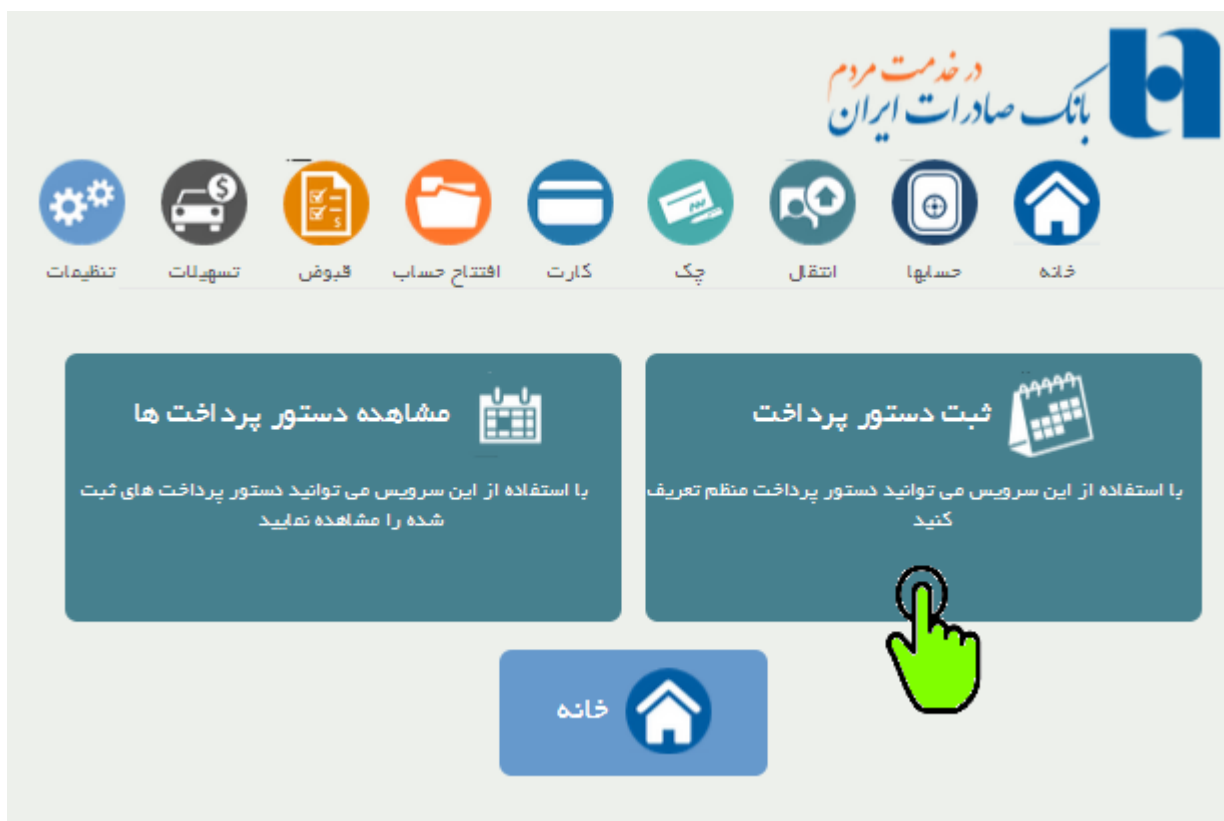 در خدمت مردم
بانک صادرات ایران
خانه
حسابها
انتقال
چک
کارت
افتتاح حساب
قبوض
تسهیلات
تنظیمات
ثبت دستور پرداخت
با استفاده از این سرویس می توانید دستور پرداخت منظم تعریف
کنید
مشاهده دستور پرداخت ها
با استفاده از این سرویس می توانید دستور پرداخت های ثبت
شده را مشاهده نمایید
خانه